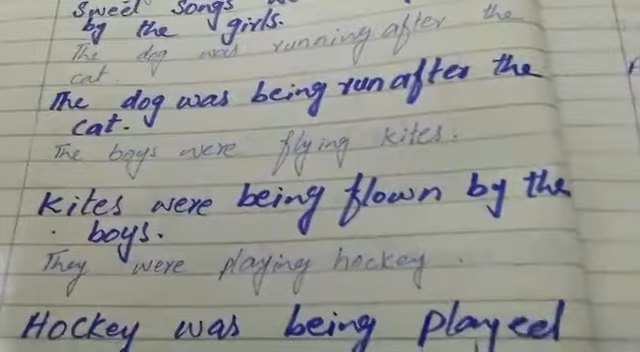 Sweet songs
by the girls.
The dog was running after the
cat.
The dog was being run after the
cat.
The boys were flying kites.
Kites were being flown by the
boys.
They were playing hockey.
Hockey was being played